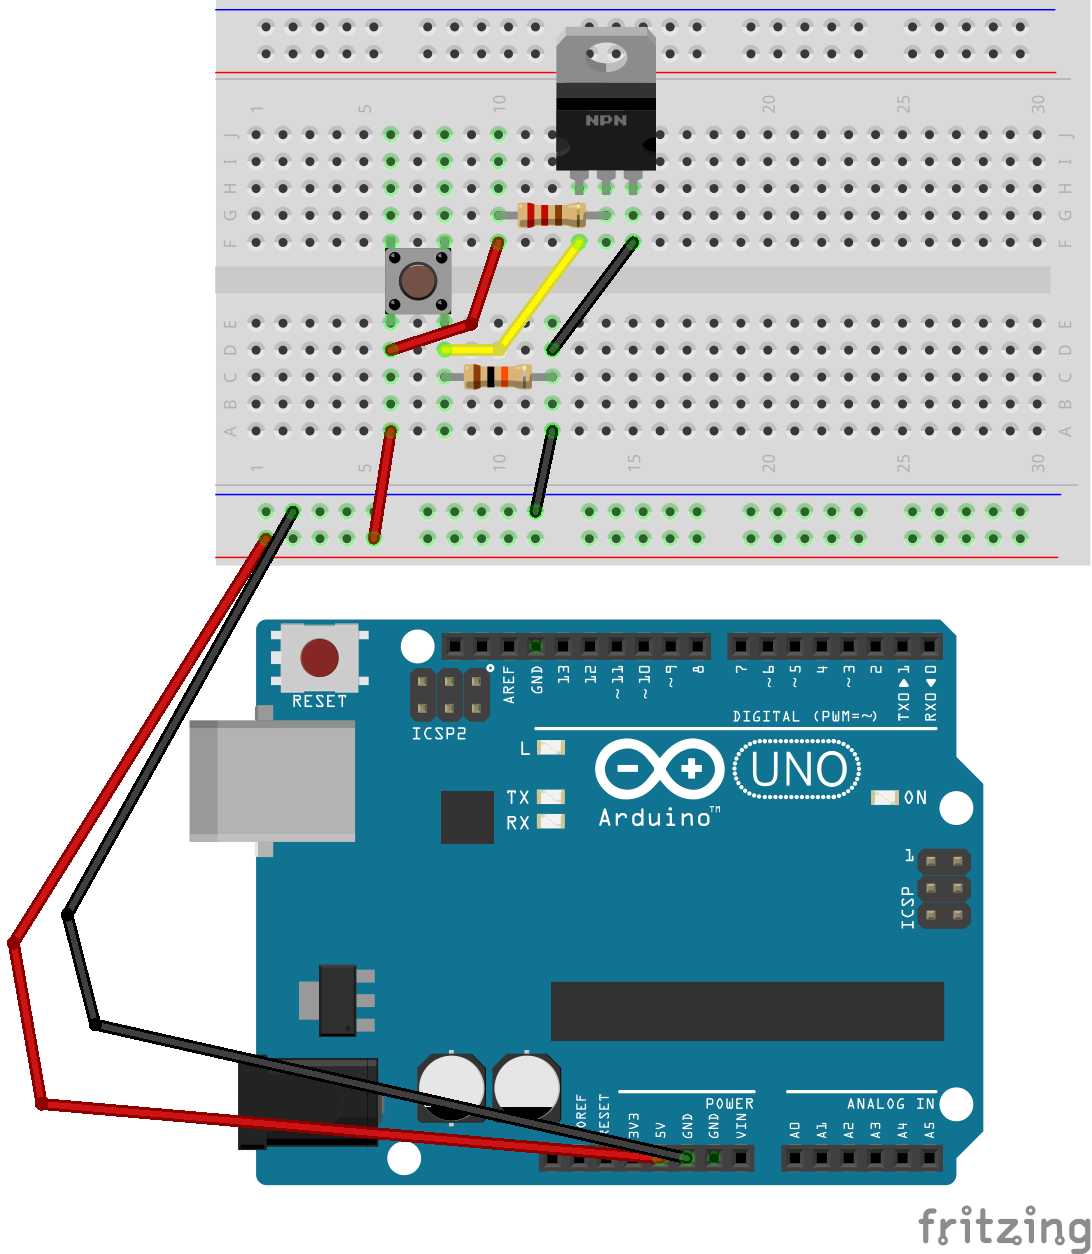 1 5 10 20 25 30
NPN
J J
I I
H H
G G
F F
E E
D D
C C
B B
A A
1 5 10 15 20 25 30
RESET
ICSP2
AREF
GND
13
12
~11
~10
~9
8
7
~6
~5
4
~3
2
TX0 ▶ 1
RX0 ◀ 0
DIGITAL (PWM=~)
L
TX
RX
Arduino™
UNO
ON
1
ICSP
POWER
ANALOG IN
RESET
3V3
5V
GND
GND
VIN
A0
A1
A2
A3
A4
A5
fritzing